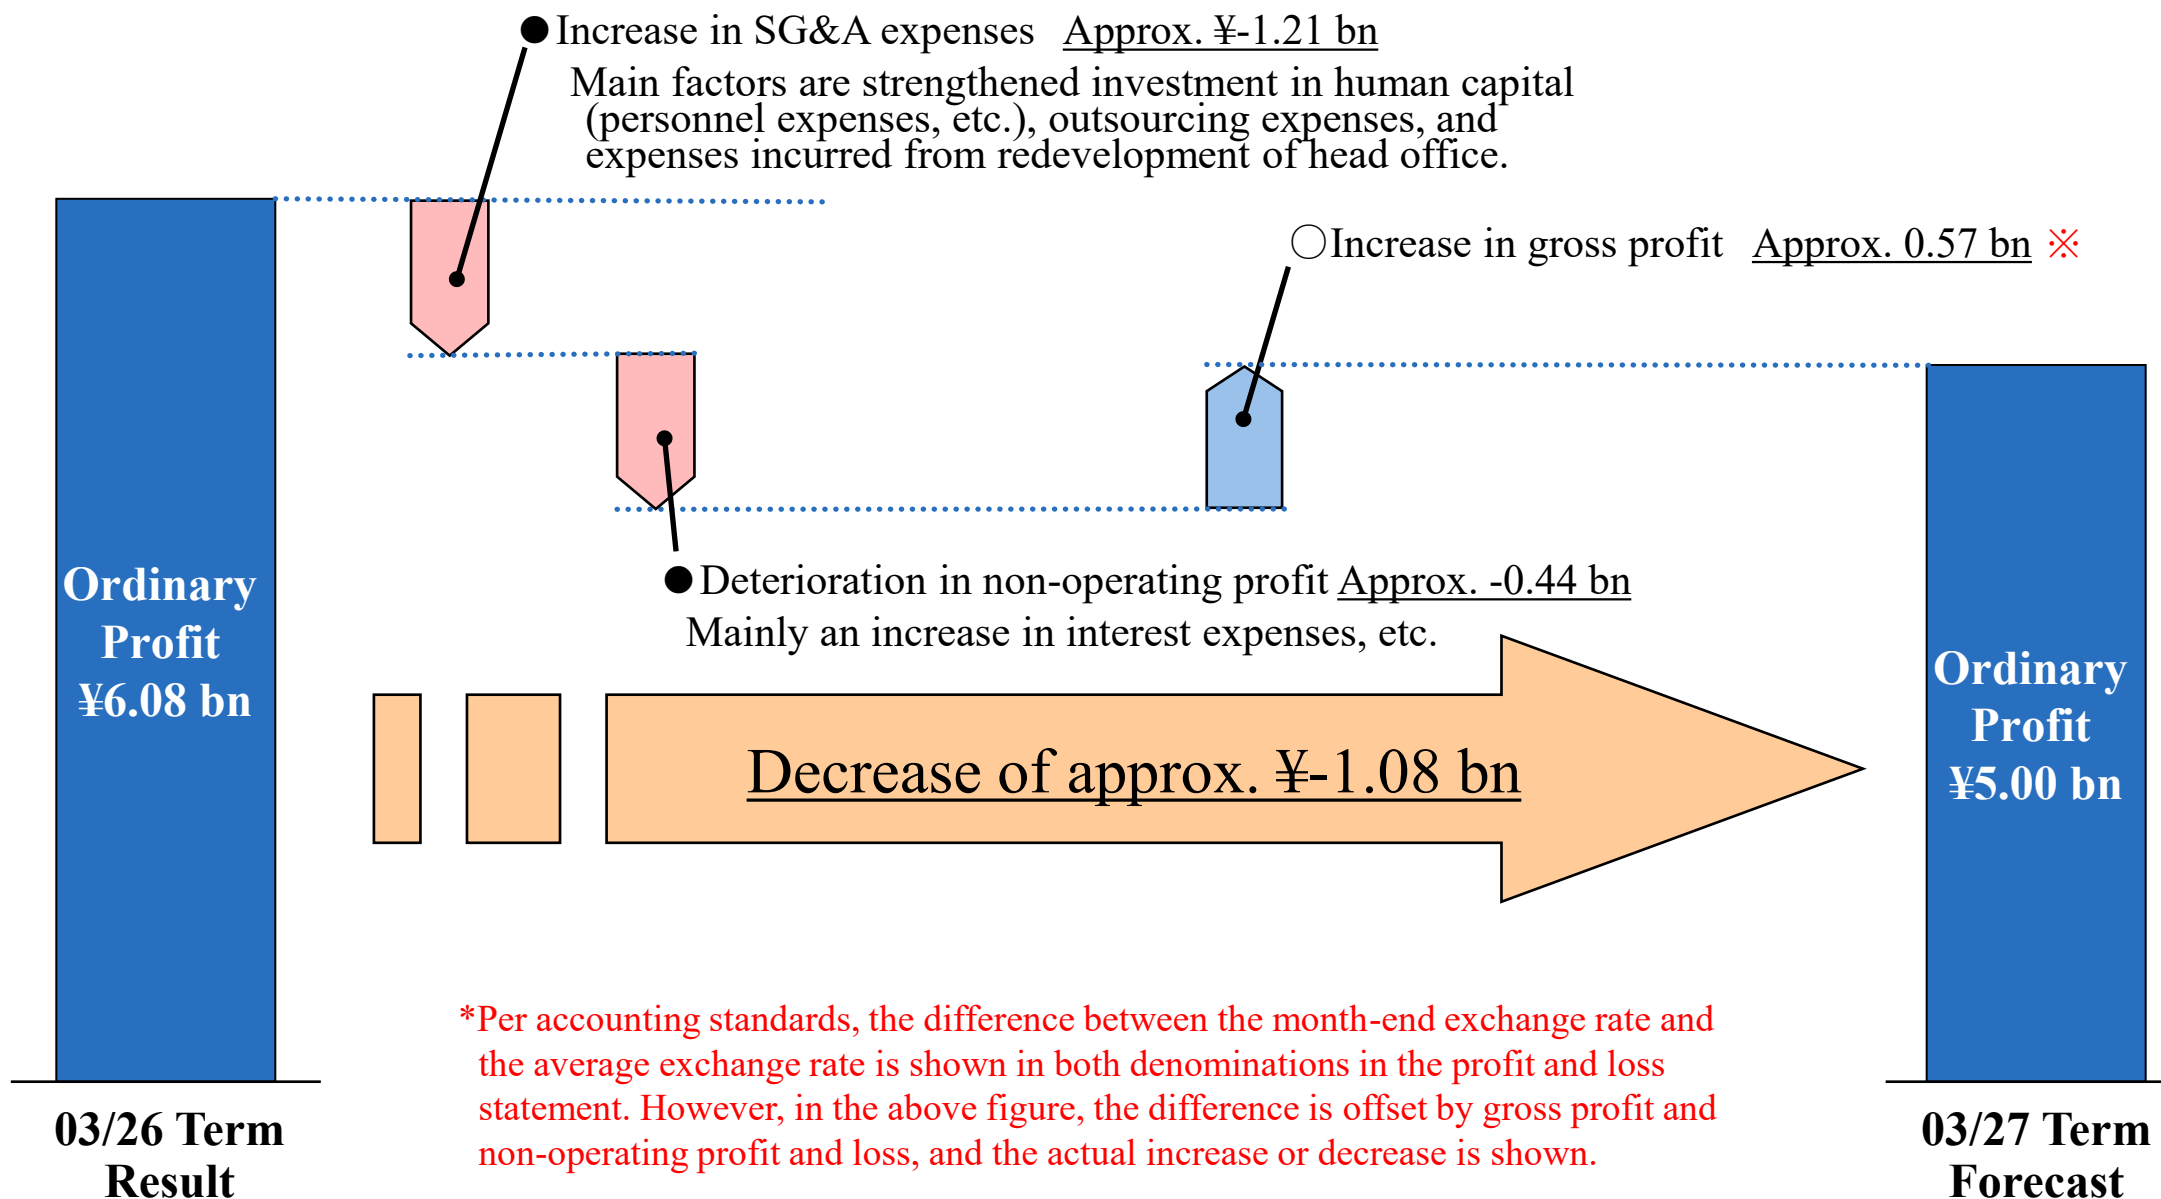 ●Increase in SG&A expenses Approx. ¥-1.21 bn
Main factors are strengthened investment in human capital
(personnel expenses, etc.), outsourcing expenses, and
expenses incurred from redevelopment of head office.
○Increase in gross profit Approx. 0.57 bn ※
Ordinary
Profit
¥6.08 bn
●Deterioration in non-operating profit Approx. -0.44 bn
Mainly an increase in interest expenses, etc.
Decrease of approx. ¥-1.08 bn
Ordinary
Profit
¥5.00 bn
*Per accounting standards, the difference between the month-end exchange rate and
the average exchange rate is shown in both denominations in the profit and loss
statement. However, in the above figure, the difference is offset by gross profit and
non-operating profit and loss, and the actual increase or decrease is shown.
03/26 Term
Result
03/27 Term
Forecast